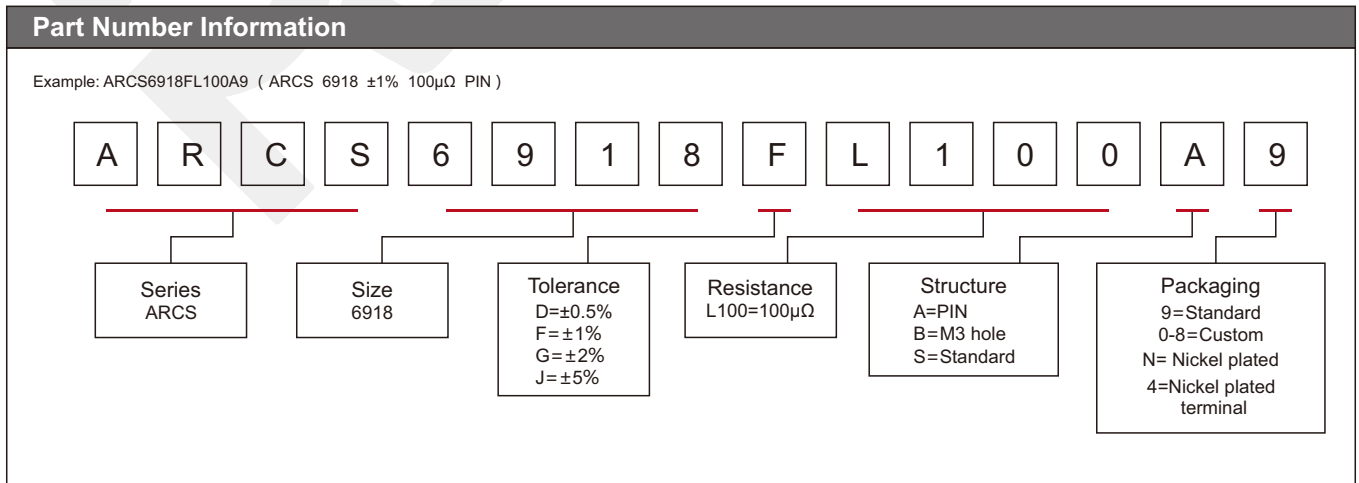 Part Number Information
Example: ARCS6918FL100A9 ( ARCS 6918 ±1% 100μΩ PIN )
A R C S 6 9 1 8 F L 1 0 0 A 9
Series
ARCS
Size
6918
Tolerance
D=±0.5%
F=±1%
G=±2%
J=±5%
Resistance
L100=100μΩ
Structure
A=PIN
B=M3 hole
S=Standard
Packaging
9=Standard
0-8=Custom
N= Nickel plated
4=Nickel plated
terminal